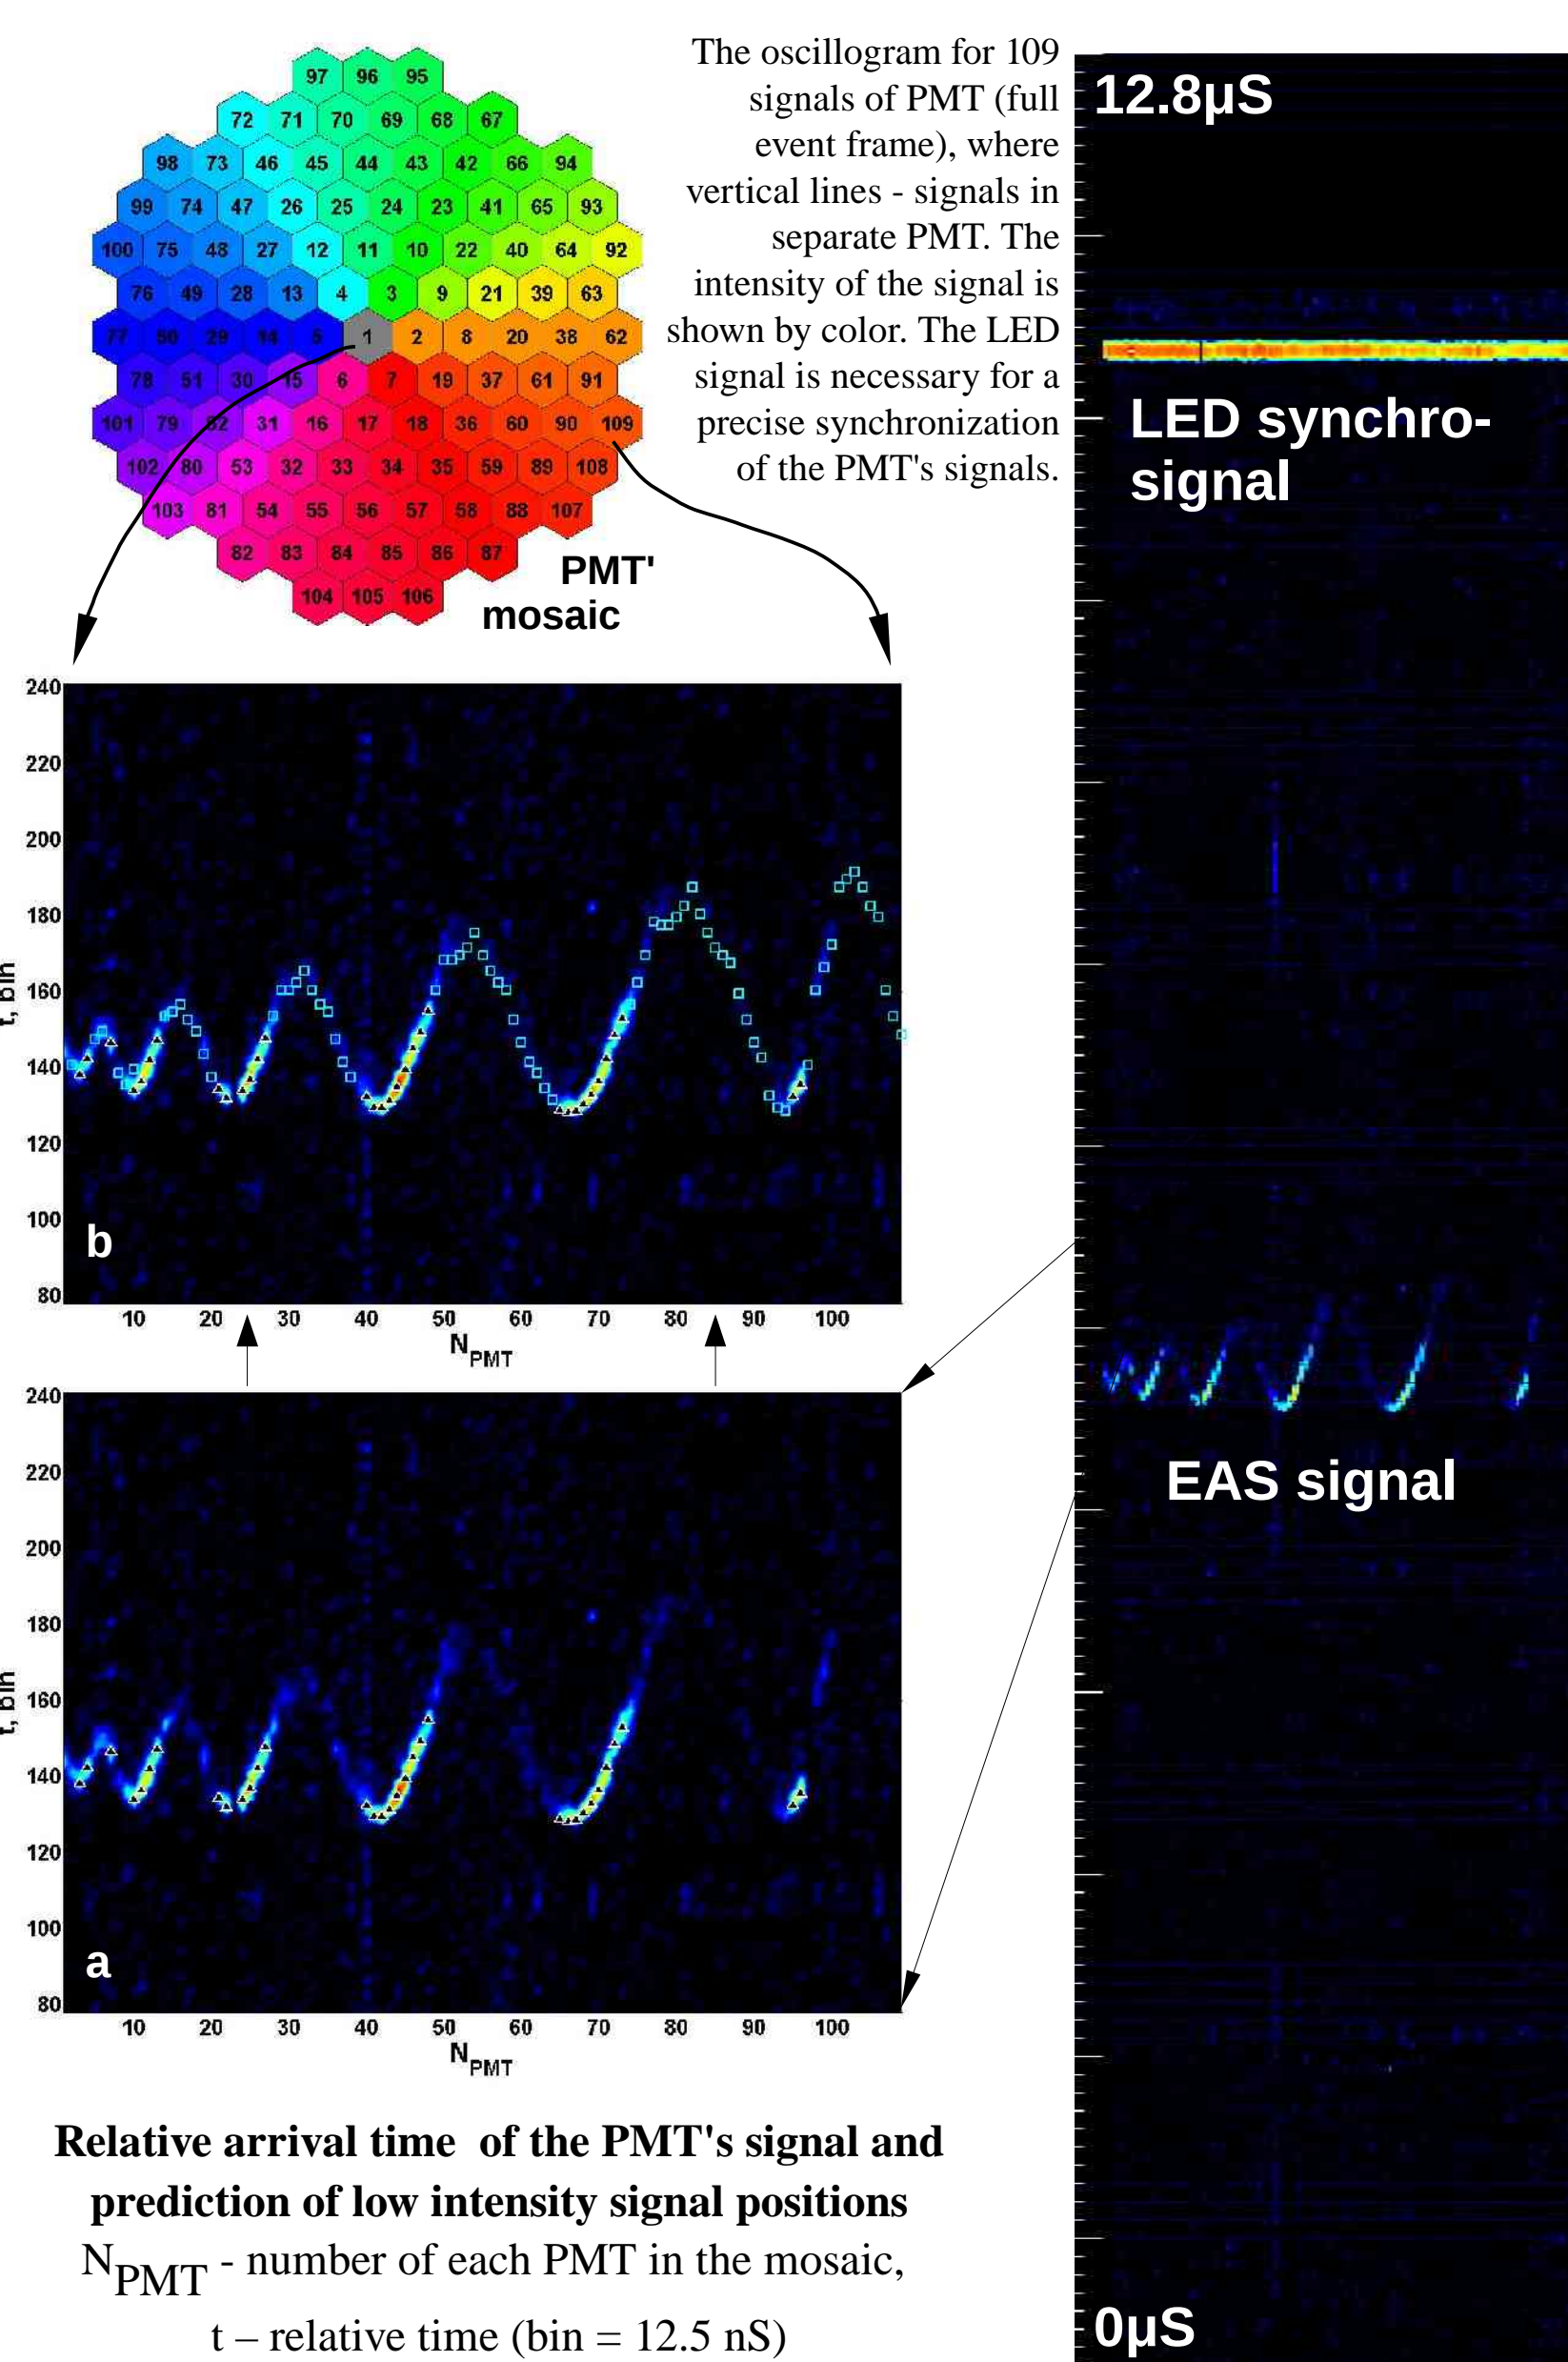 97 96 95
72 71 70 69 68 67
98 73 46 45 44 43 42 66 94
99 74 47 26 25 24 23 41 65 93
100 75 48 27 12 11 10 22 40 64 92
76 49 28 13 4 3 9 21 39 63
77 50 29 14 5 1 2 8 20 38 62
78 51 30 15 6 7 19 37 61 91
101 79 52 31 16 17 18 36 60 90 109
102 80 53 32 33 34 35 59 89 108
103 81 54 55 56 57 58 88 107
82 83 84 85 86 87
104 105 106
PMT'
mosaic
The oscillogram for 109
signals of PMT (full
event frame), where
vertical lines - signals in
separate PMT. The
intensity of the signal is
shown by color. The LED
signal is necessary for a
precise synchronization
of the PMT's signals.
12.8µS
LED synchro-
signal
EAS signal
0µS
240
220
200
180
160
140
120
100
80
t, bin
b
10 20 30 40 50 60 70 80 90 100
NPMT
240
220
200
180
160
140
120
100
80
t, bin
a
10 20 30 40 50 60 70 80 90 100
NPMT
Relative arrival time of the PMT's signal and
prediction of low intensity signal positions
NPMT - number of each PMT in the mosaic,
t – relative time (bin = 12.5 nS)